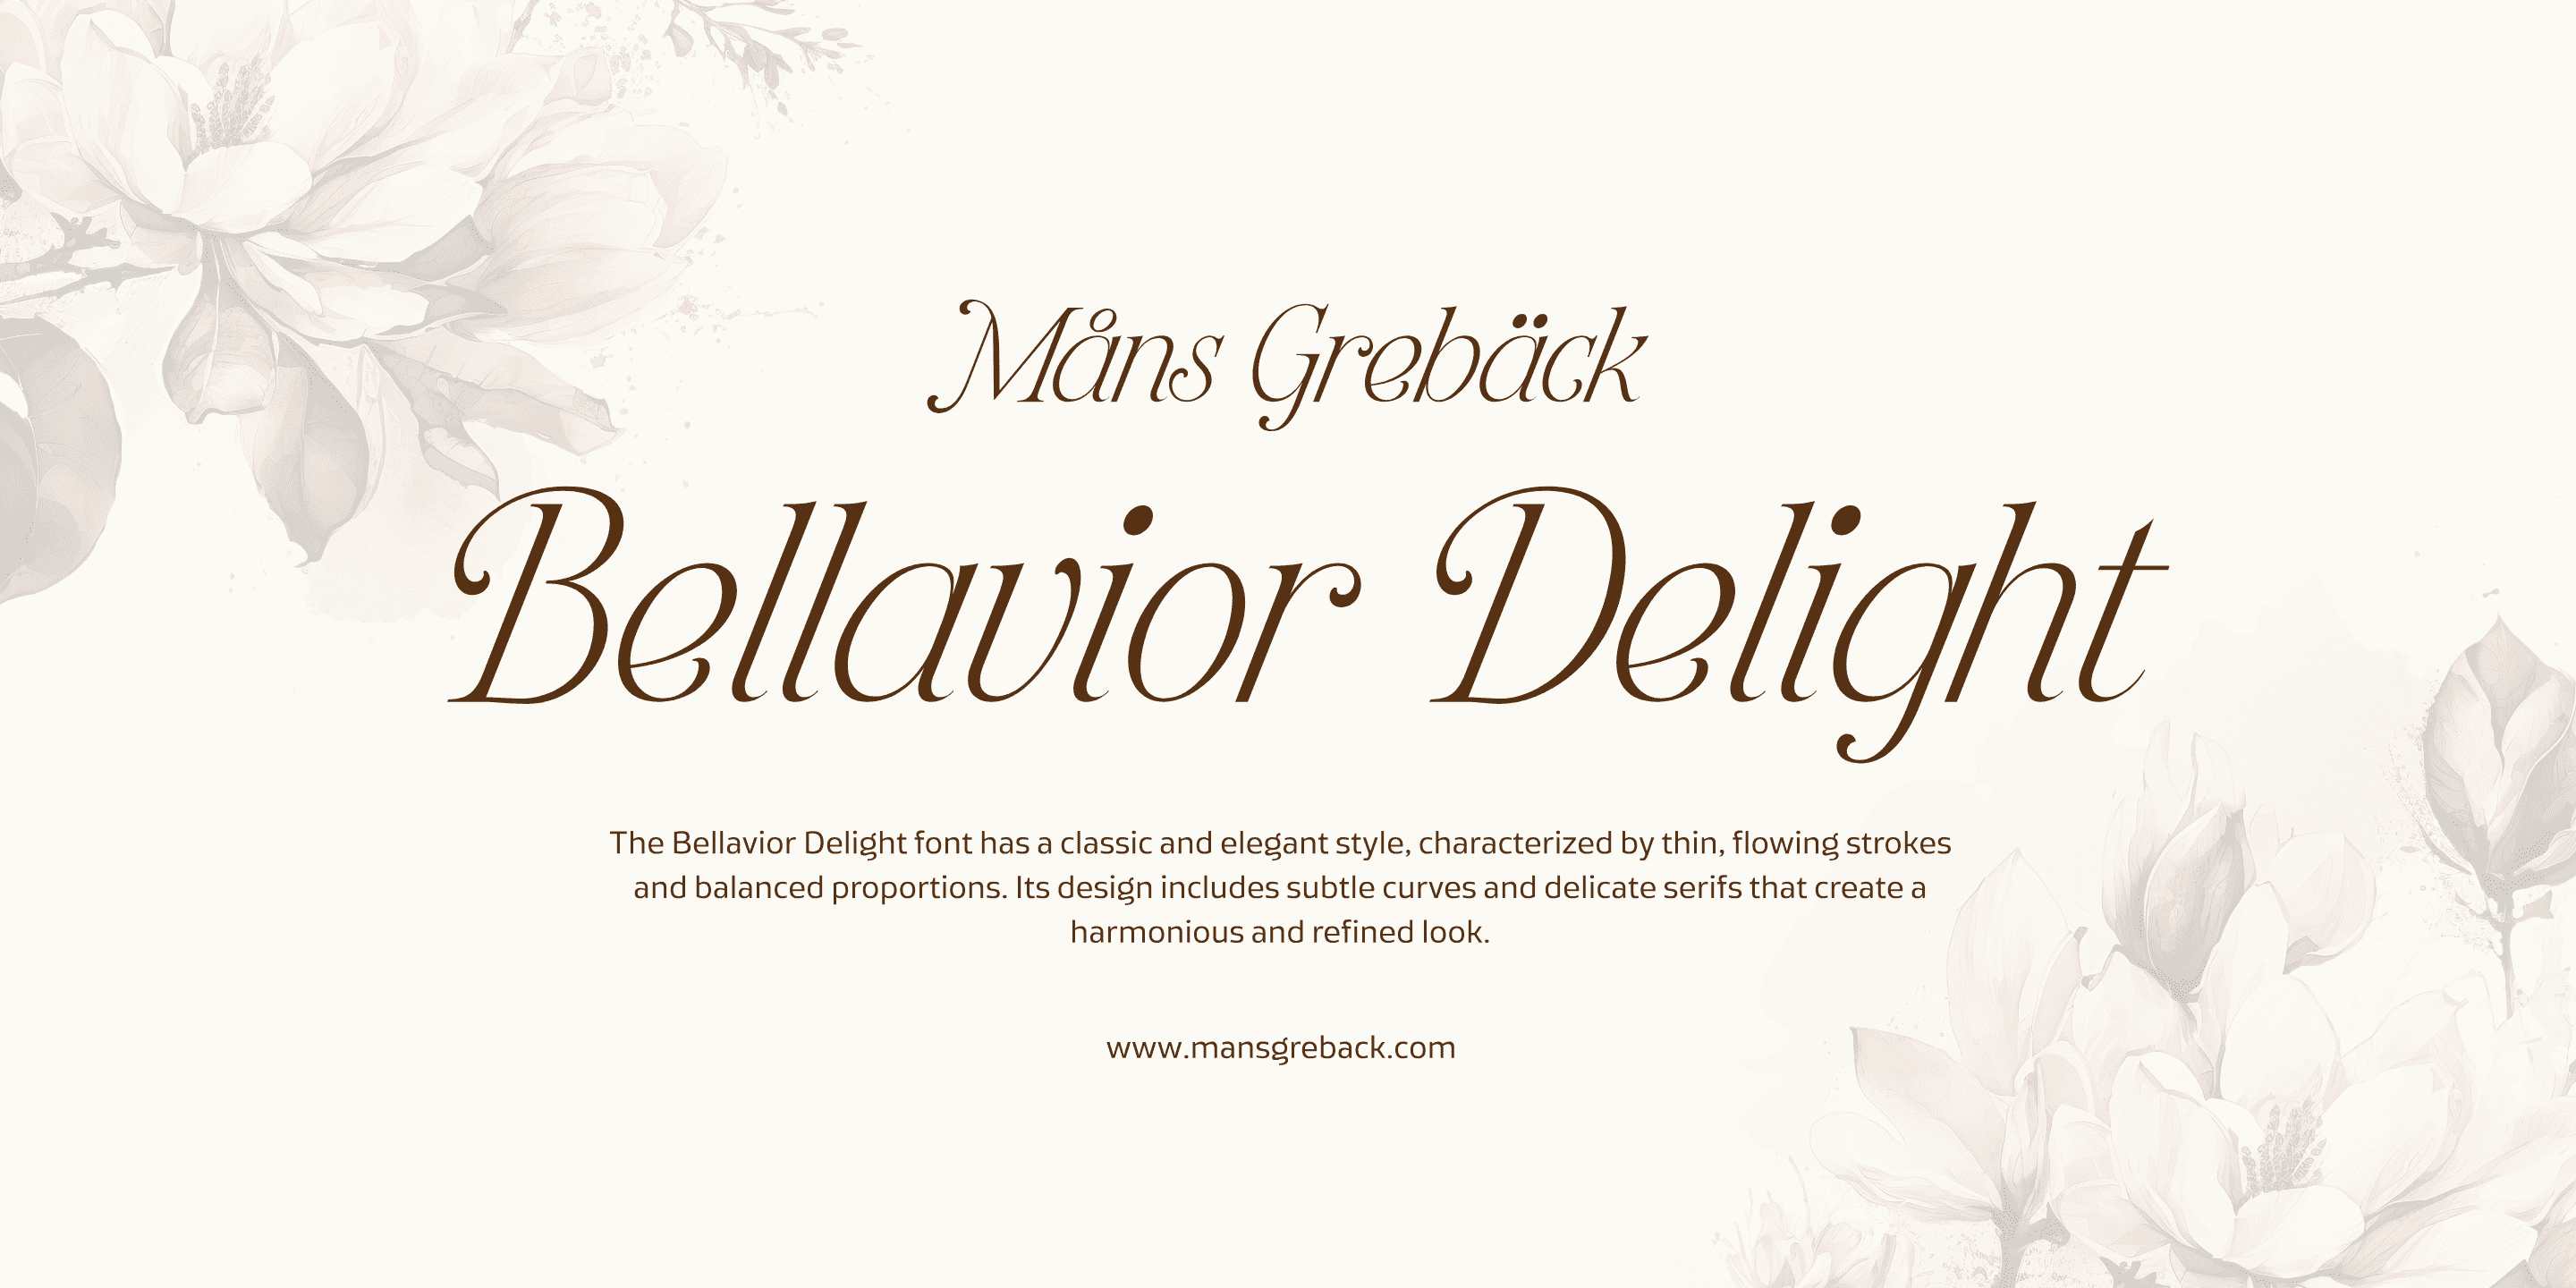 Måns Grebäck
Bellavior Delight
The Bellavior Delight font has a classic and elegant style, characterized by thin, flowing strokes
and balanced proportions. Its design includes subtle curves and delicate serifs that create a
harmonious and refined look.
www.mansgreback.com